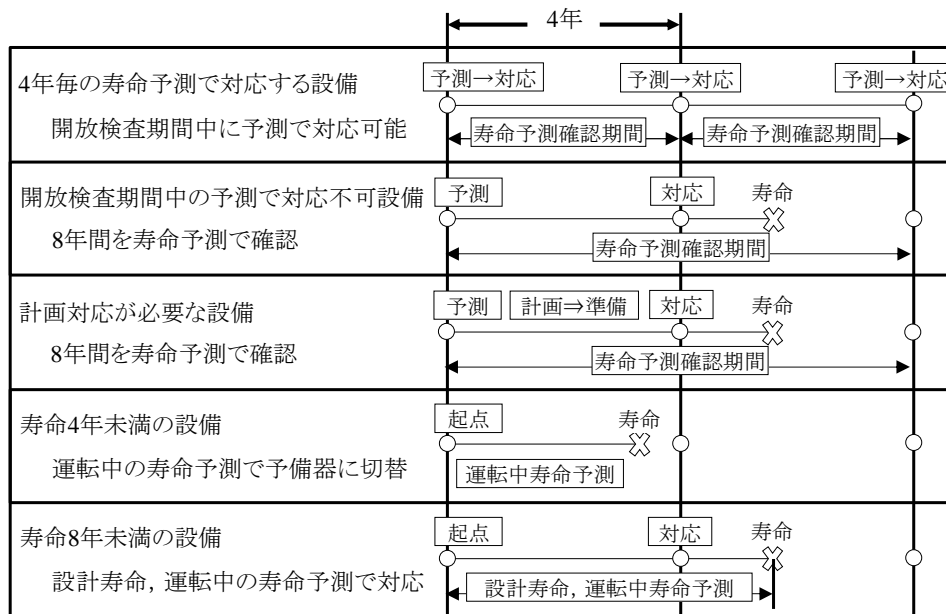 4年
4年毎の寿命予測で対応する設備
開放検査期間中に予測で対応可能
予測→対応
予測→対応
予測→対応
寿命予測確認期間
寿命予測確認期間
開放検査期間中の予測で対応不可設備
8年間を寿命予測で確認
予測
対応
寿命
寿命予測確認期間
計画対応が必要な設備
8年間を寿命予測で確認
予測
計画⇒準備
対応
寿命
寿命予測確認期間
寿命4年未満の設備
運転中の寿命予測で予備器に切替
起点
寿命
運転中寿命予測
寿命8年未満の設備
設計寿命, 運転中の寿命予測で対応
起点
対応
寿命
設計寿命, 運転中寿命予測